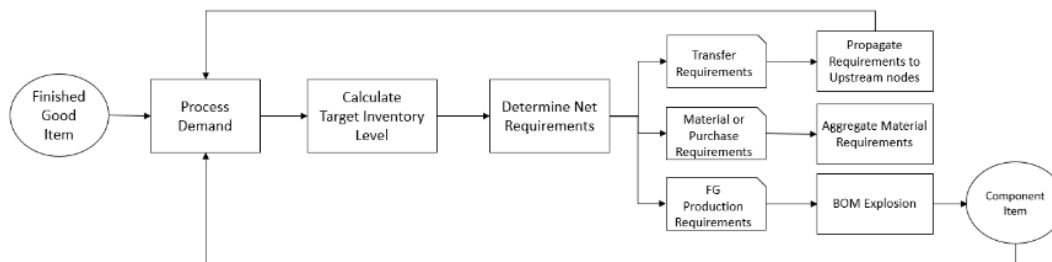 Finished
Good
Item
Process
Demand
Calculate
Target Inventory
Level
Determine Net
Requirements
Transfer
Requirements
Propagate
Requirements to
Upstream nodes
Material or
Purchase
Requirements
Aggregate Material
Requirements
FG
Production
Requirements
BOM Explosion
Component
Item